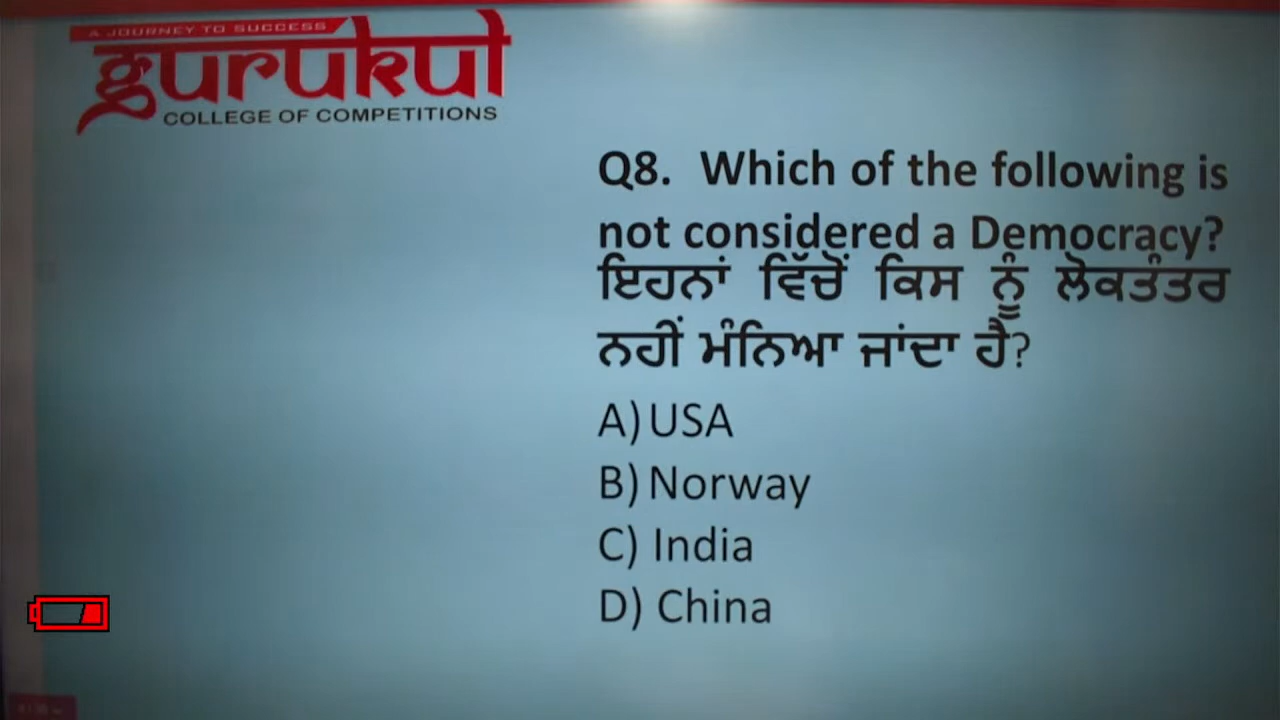 A JOURNEY TO SUCCESS
gurukul
COLLEGE OF COMPETITIONS
Q8. Which of the following is
not considered a Democracy?
ਇਹਨਾਂ ਵਿੱਚੋਂ ਕਿਸ ਨੂੰ ਲੋਕਤੰਤਰ
ਨਹੀਂ ਮੰਨਿਆ ਜਾਂਦਾ ਹੈ?
A) USA
B) Norway
C) India
D) China